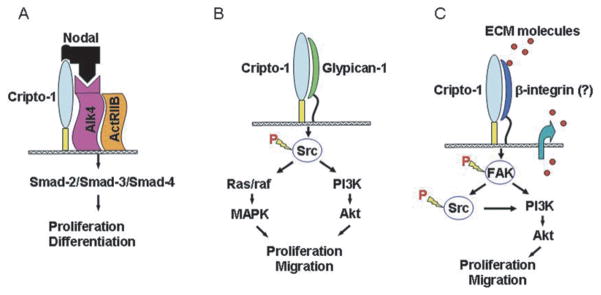 A
Nodal
Cripto-1
Alk4
ActRIIB
Smad-2/Smad-3/Smad-4
Proliferation
Differentiation
B
Cripto-1
Glypican-1
P
Src
Ras/raf
PI3K
MAPK
Akt
Proliferation
Migration
C
ECM molecules
Cripto-1
β-integrin (?)
P
FAK
P
Src
PI3K
Akt
Proliferation
Migration